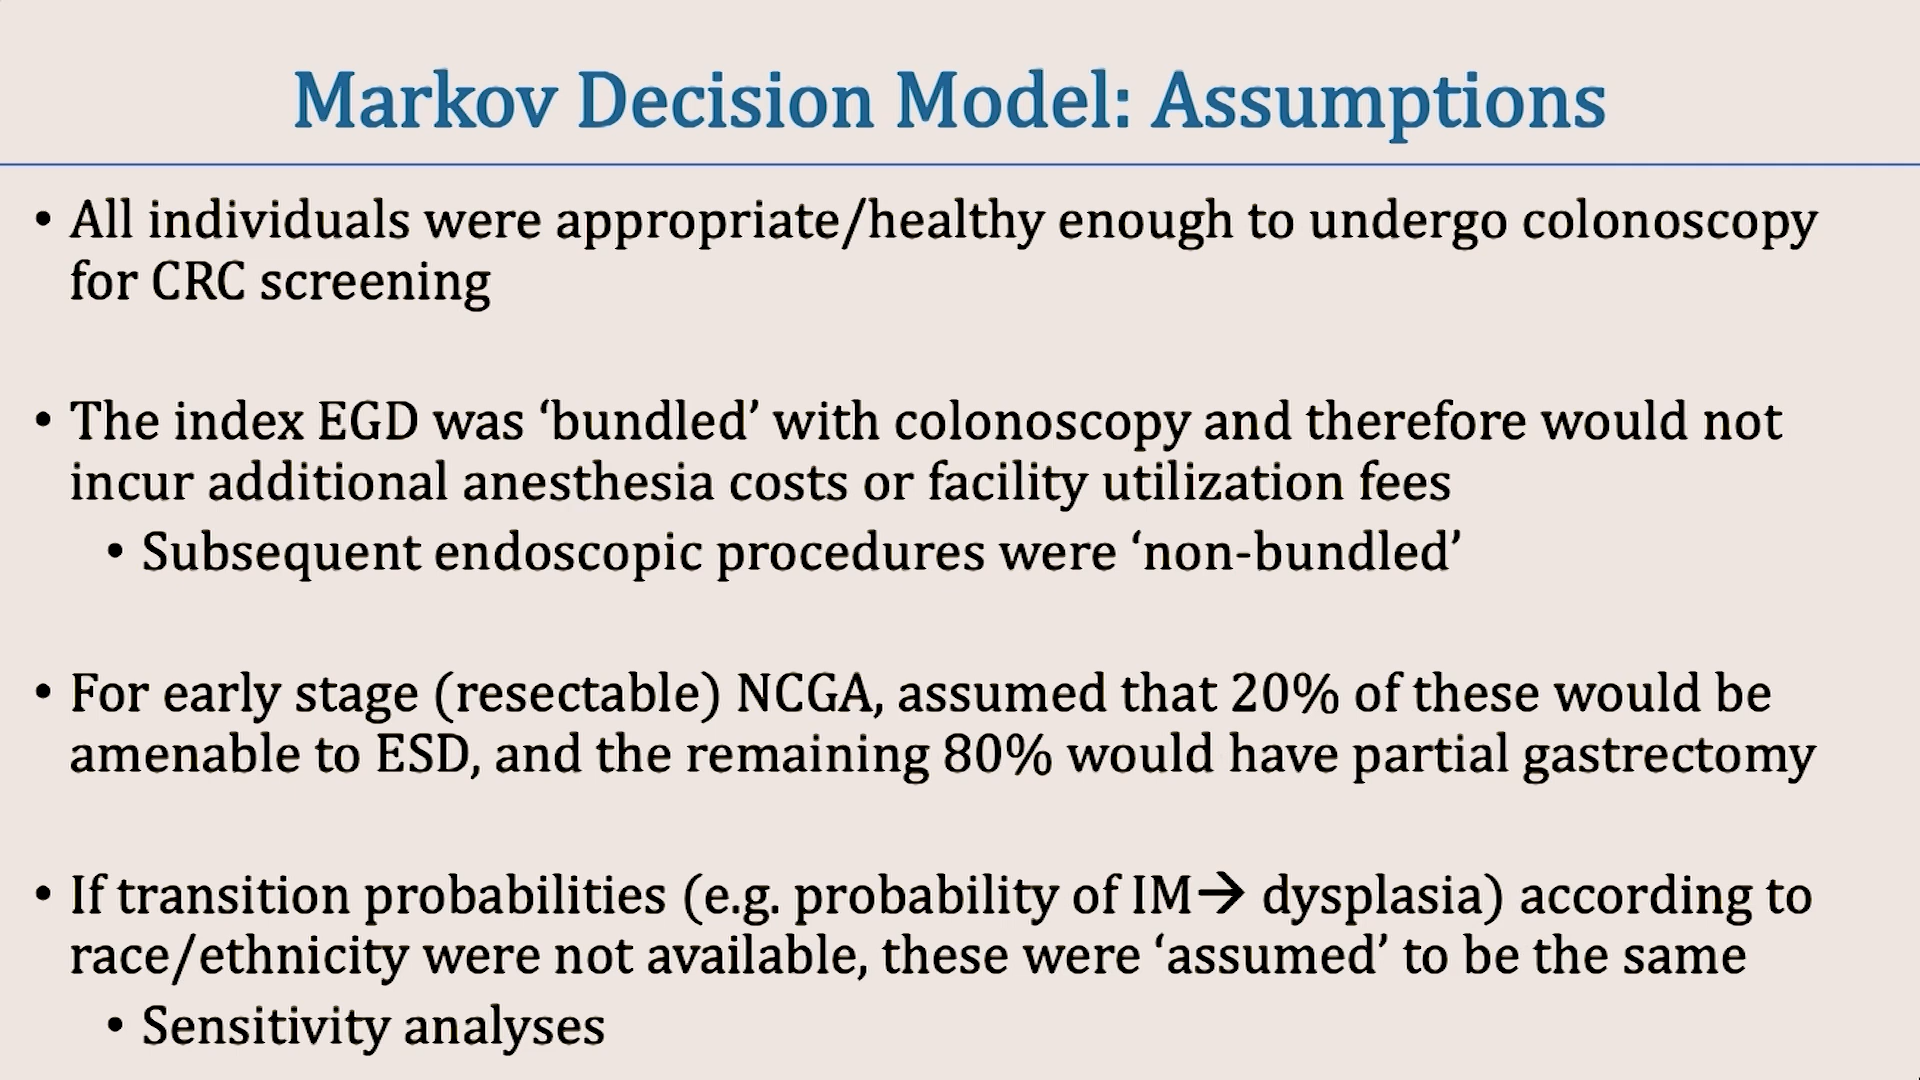 Markov Decision Model: Assumptions
• All individuals were appropriate/healthy enough to undergo colonoscopy
for CRC screening
• The index EGD was ‘bundled’ with colonoscopy and therefore would not
incur additional anesthesia costs or facility utilization fees
• Subsequent endoscopic procedures were ‘non-bundled’
• For early stage (resectable) NCGA, assumed that 20% of these would be
amenable to ESD, and the remaining 80% would have partial gastrectomy
• If transition probabilities (e.g. probability of IM→ dysplasia) according to
race/ethnicity were not available, these were ‘assumed’ to be the same
• Sensitivity analyses